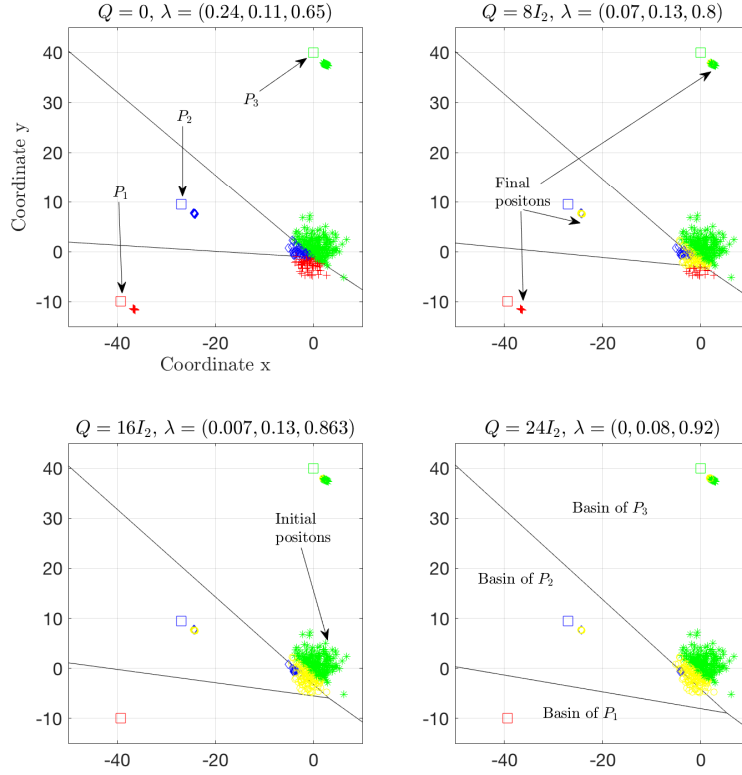 Q = 0, λ = (0.24, 0.11, 0.65)
40
30
20
10
0
-10
-40
-20
0
Coordinate y
Coordinate x
P₃
P₂
P₁
Q = 8I₂, λ = (0.07, 0.13, 0.8)
40
30
20
10
0
-10
-40
-20
0
Final
positons
Q = 16I₂, λ = (0.007, 0.13, 0.863)
40
30
20
10
0
-10
-40
-20
0
Initial
positons
Q = 24I₂, λ = (0, 0.08, 0.92)
40
30
20
10
0
-10
-40
-20
0
Basin of P₃
Basin of P₂
Basin of P₁